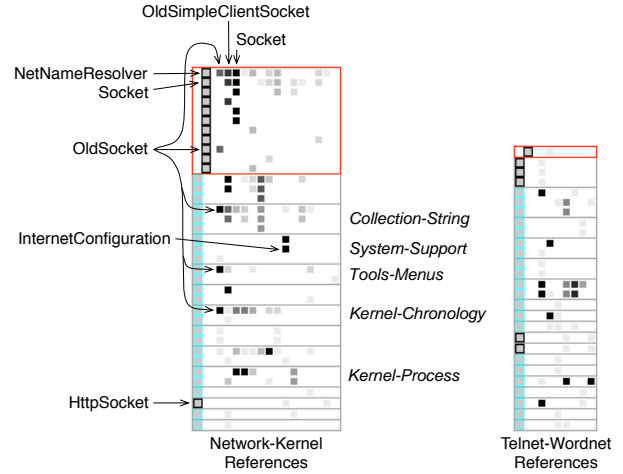 OldSimpleClientSocket
Socket
NetNameResolver
Socket
OldSocket
Collection-String
InternetConfiguration
System-Support
Tools-Menus
Kernel-Chronology
Kernel-Process
HttpSocket
Network-Kernel
References
Telnet-Wordnet
References